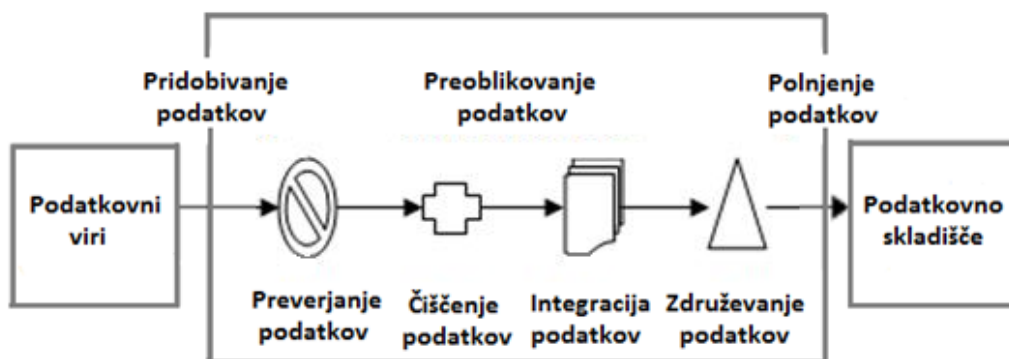 Pridobivanje
podatkov
Preoblikovanje
podatkov
Polnjenje
podatkov
Podatkovni
viri
Podatkovno
skladišče
Preverjanje
podatkov
Čiščenje
podatkov
Integracija
podatkov
Združevanje
podatkov